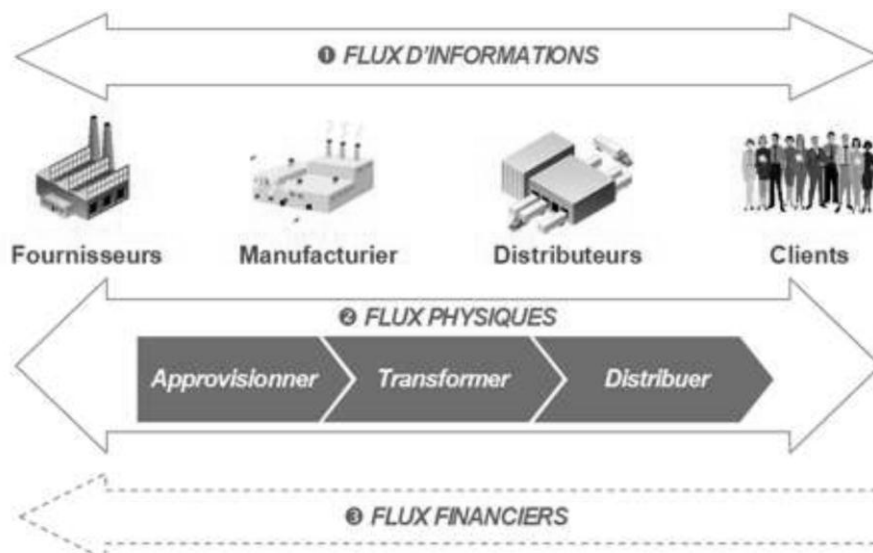 ❶ FLUX D'INFORMATIONS
Fournisseurs Manufacturier Distributeurs Clients
❷ FLUX PHYSIQUES
Approvisionner Transformer Distribuer
❸ FLUX FINANCIERS